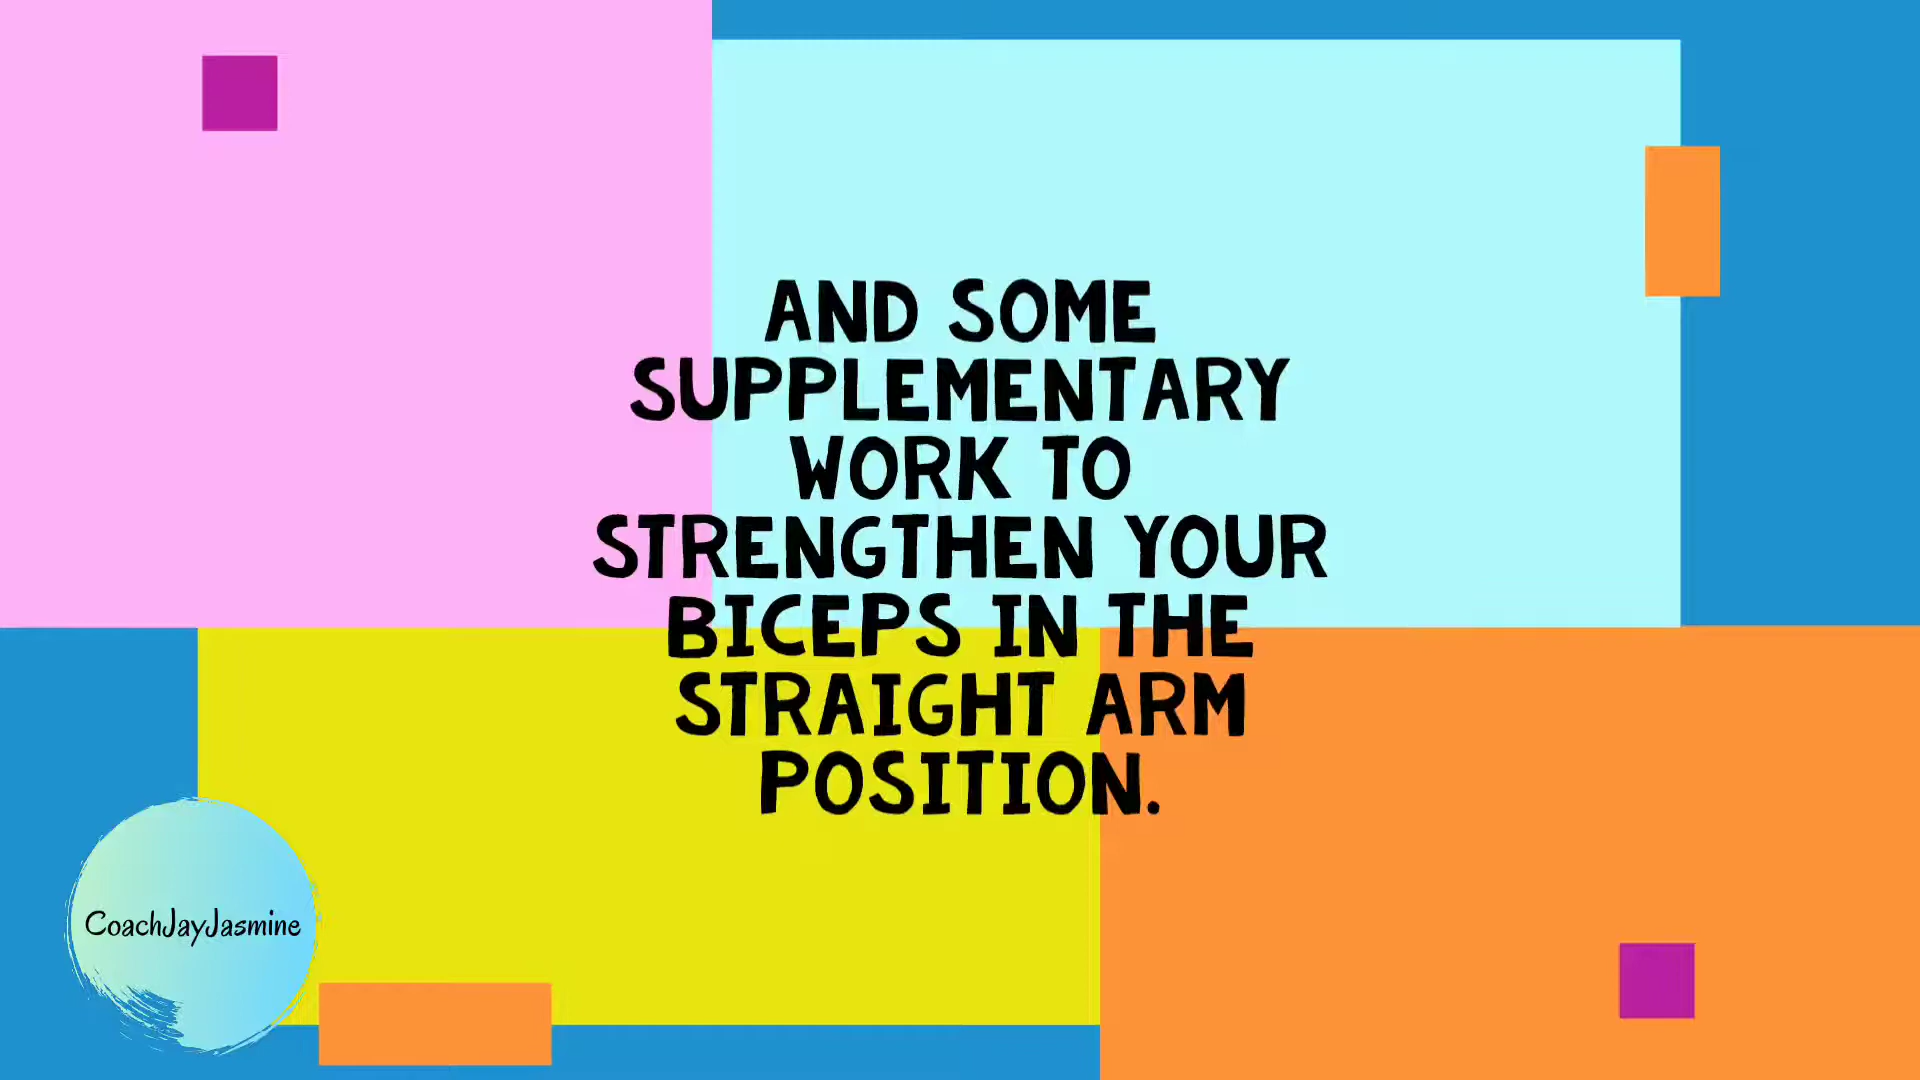 AND SOME
SUPPLEMENTARY
WORK TO
STRENGTHEN YOUR
BICEPS IN THE
STRAIGHT ARM
POSITION.
CoachJayJasmine